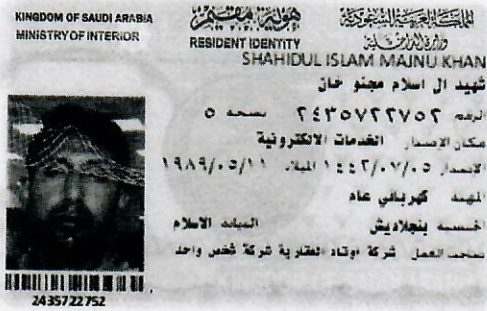 KINGDOM OF SAUDI ARABIA
MINISTRY OF INTERIOR
هوية مقيم
RESIDENT IDENTITY
المملكة العربية السعودية
وزارة الداخلية
SHAHIDUL ISLAM MAJNU KHAN
شهيد ال اسلام مجنو خان
الرقم ٢٤٣٥٧٢٢٧٥٢ نسخة ٥
مكان الإصدار الخدمات الالكترونية
الإصدار ١٤٤٢/٠٧/٠٥ الميلاد ١٩٨٩/٠٥/١١
المهنة كهربائي عام
الجنسية بنجلاديش الديانة الاسلام
صاحب العمل شركة اوتاد العقارية شركة شخص واحد
2435722752